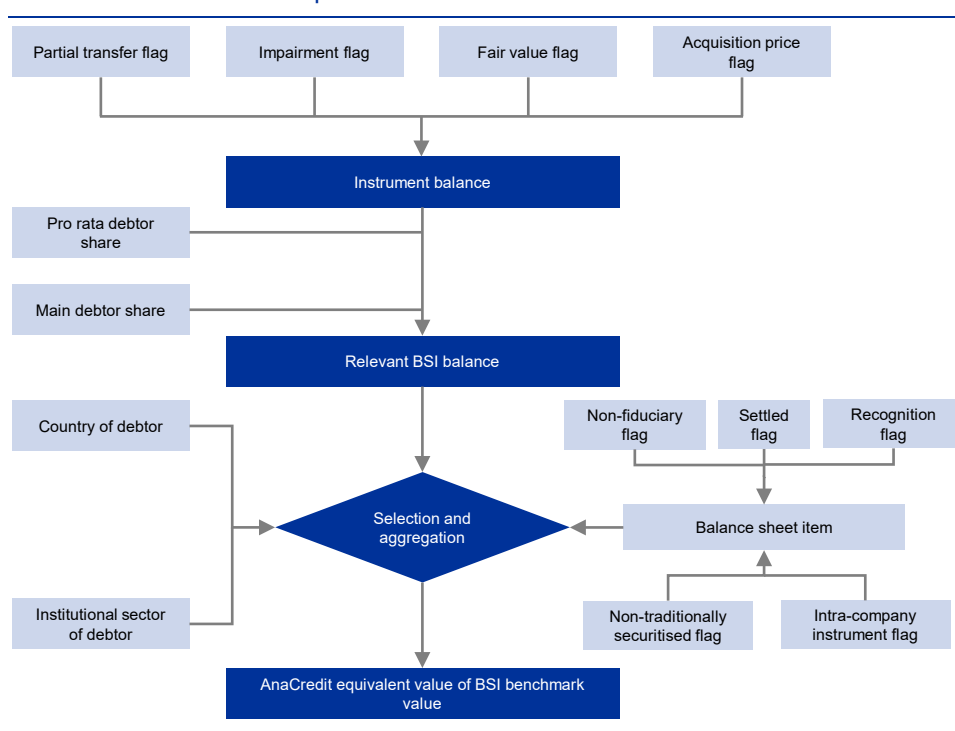 Partial transfer flag
Impairment flag
Fair value flag
Acquisition price
flag
Instrument balance
Pro rata debtor
share
Main debtor share
Relevant BSI balance
Country of debtor
Non-fiduciary
flag
Settled
flag
Recognition
flag
Selection and
aggregation
Balance sheet item
Institutional sector
of debtor
Non-traditionally
securitised flag
Intra-company
instrument flag
AnaCredit equivalent value of BSI benchmark
value